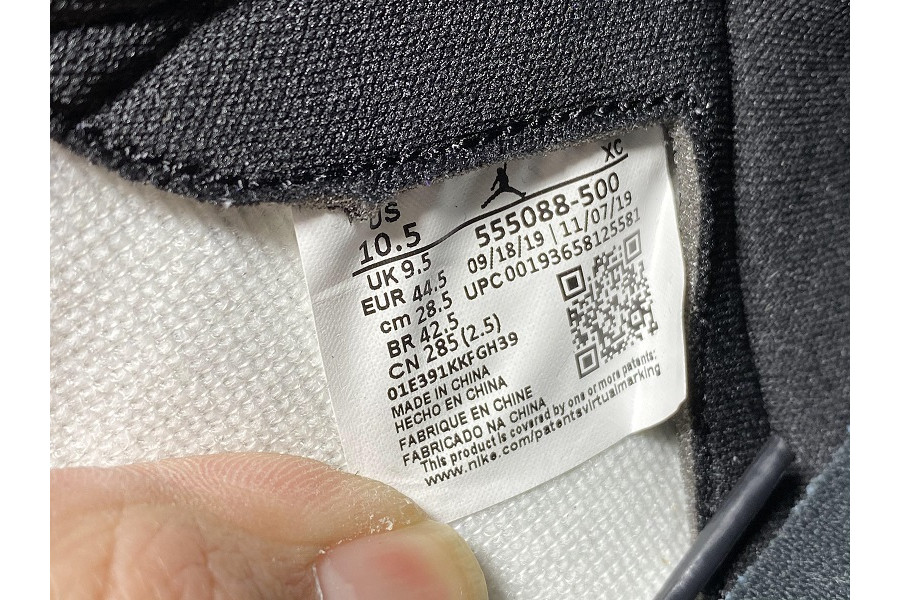 XC
US
10.5
555088-500
UK 9.5
09/18/19 | 11/07/19
EUR 44.5
UPC 00193658125581
cm 28.5
BR 42.5
CN 285 (2.5)
01E391KKFGH39
MADE IN CHINA
HECHO EN CHINA
FABRIQUE EN CHINE
FABRICADO NA CHINA
This product is covered by one or more patents:
www.nike.com/patentsvirtualmarking